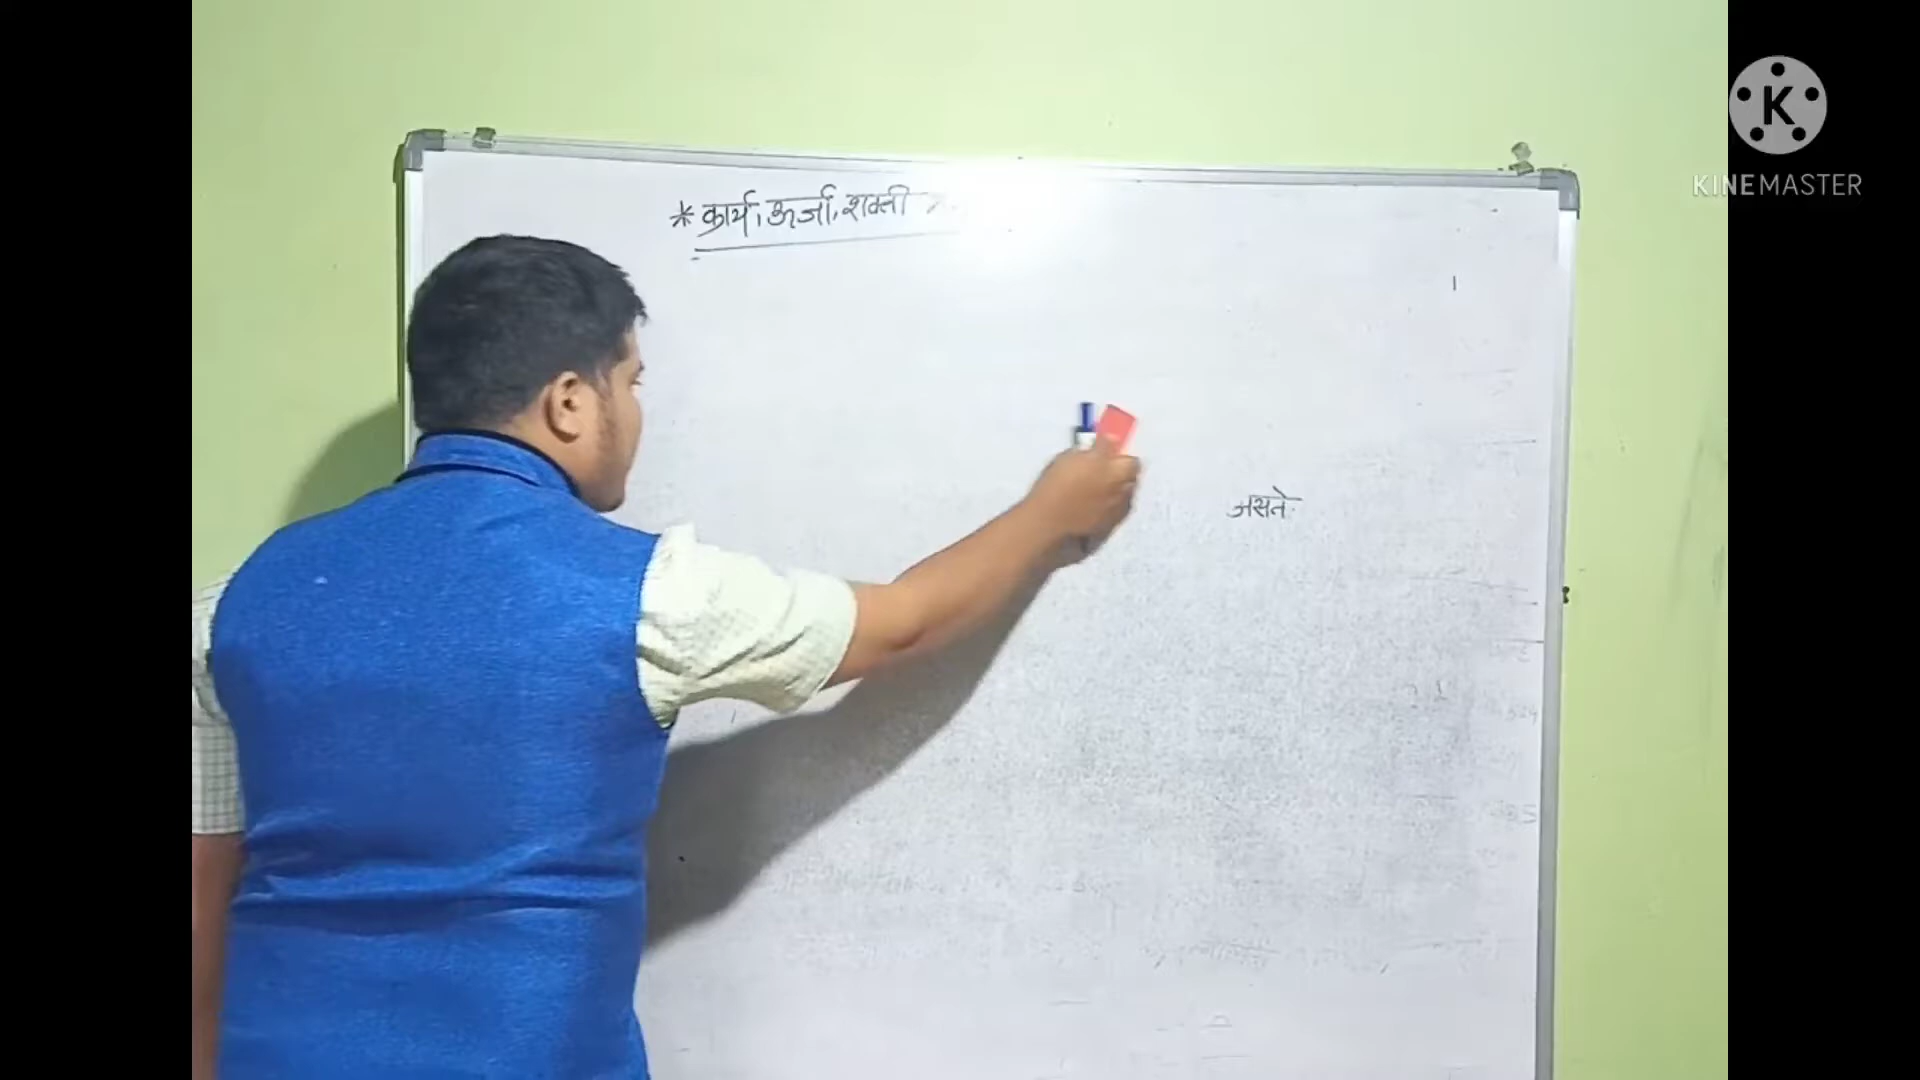 * कार्य, ऊर्जा, शक्ती
असते.
KINEMASTER